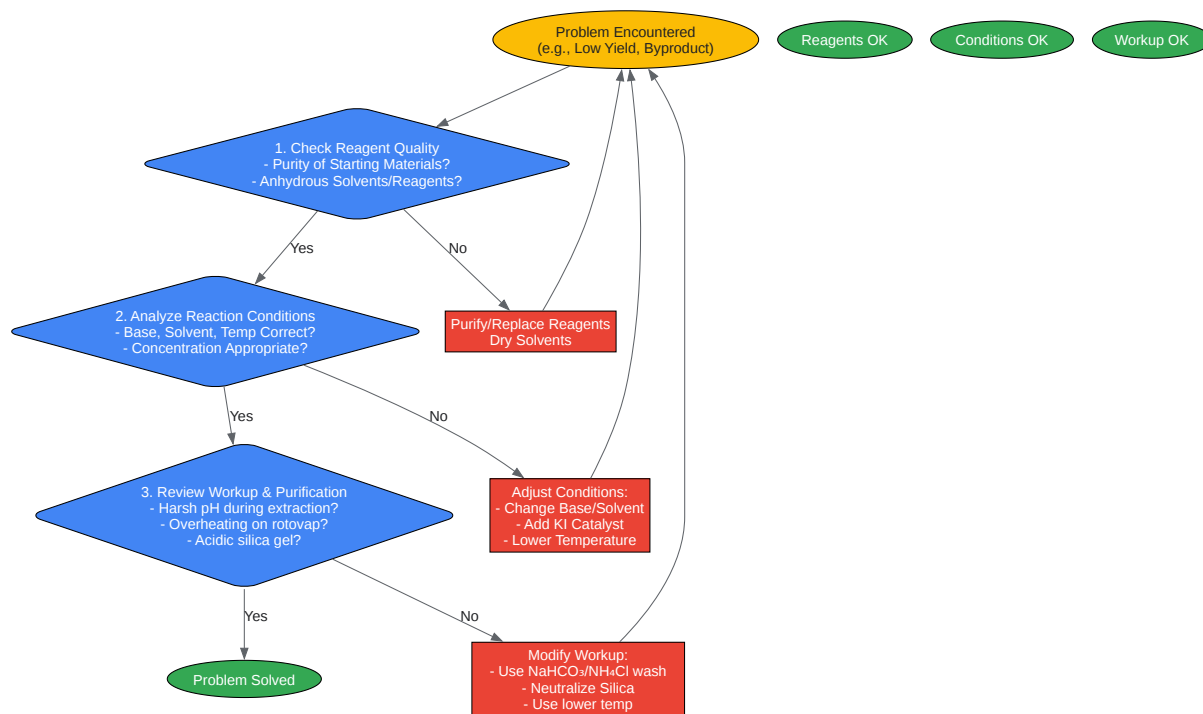 Problem Encountered
(e.g., Low Yield, Byproduct)
Reagents OK
Conditions OK
Workup OK
1. Check Reagent Quality
- Purity of Starting Materials?
- Anhydrous Solvents/Reagents?
Yes
No
2. Analyze Reaction Conditions
- Base, Solvent, Temp Correct?
- Concentration Appropriate?
Purify/Replace Reagents
Dry Solvents
Yes
No
3. Review Workup & Purification
- Harsh pH during extraction?
- Overheating on rotovap?
- Acidic silica gel?
Adjust Conditions:
- Change Base/Solvent
- Add KI Catalyst
- Lower Temperature
Yes
No
Problem Solved
Modify Workup:
- Use NaHCO₃/NH₄Cl wash
- Neutralize Silica
- Use lower temp